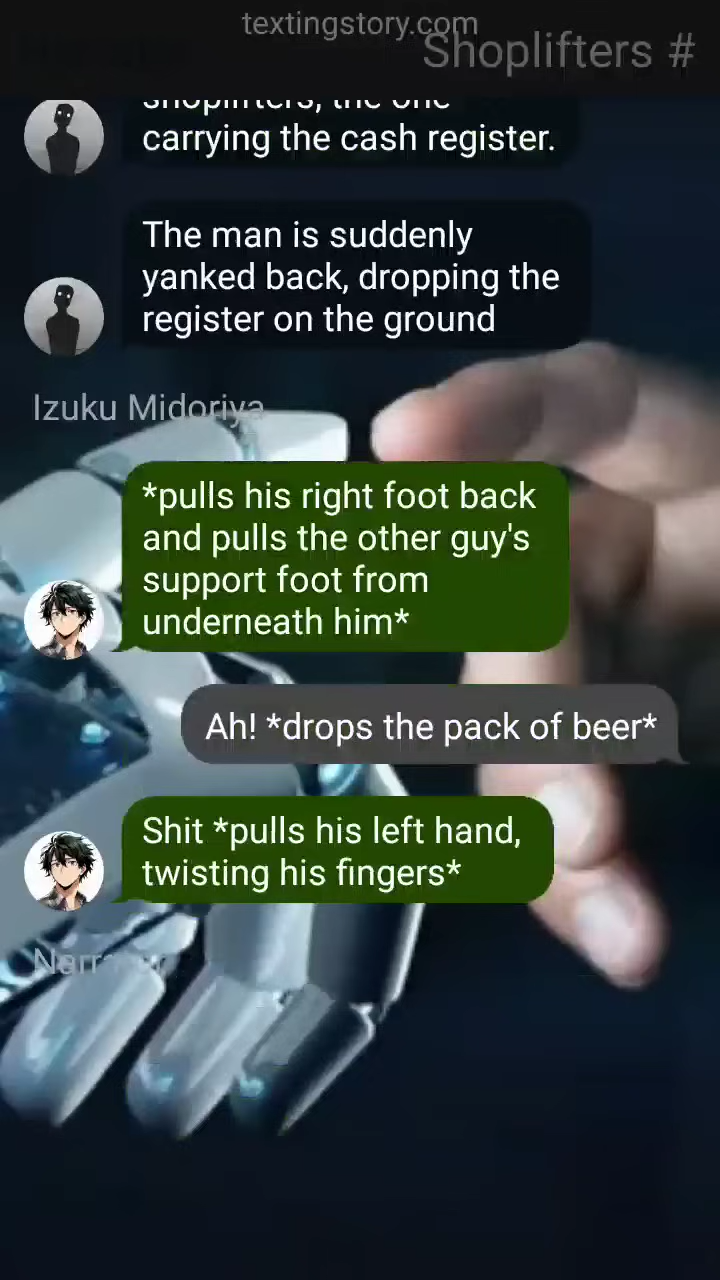 textingstory.com
Shoplifters #
shoplifters, the one
carrying the cash register.
The man is suddenly
yanked back, dropping the
register on the ground
Izuku Midoriya
*pulls his right foot back
and pulls the other guy's
support foot from
underneath him*
Ah! *drops the pack of beer*
Shit *pulls his left hand,
twisting his fingers*
Narrator